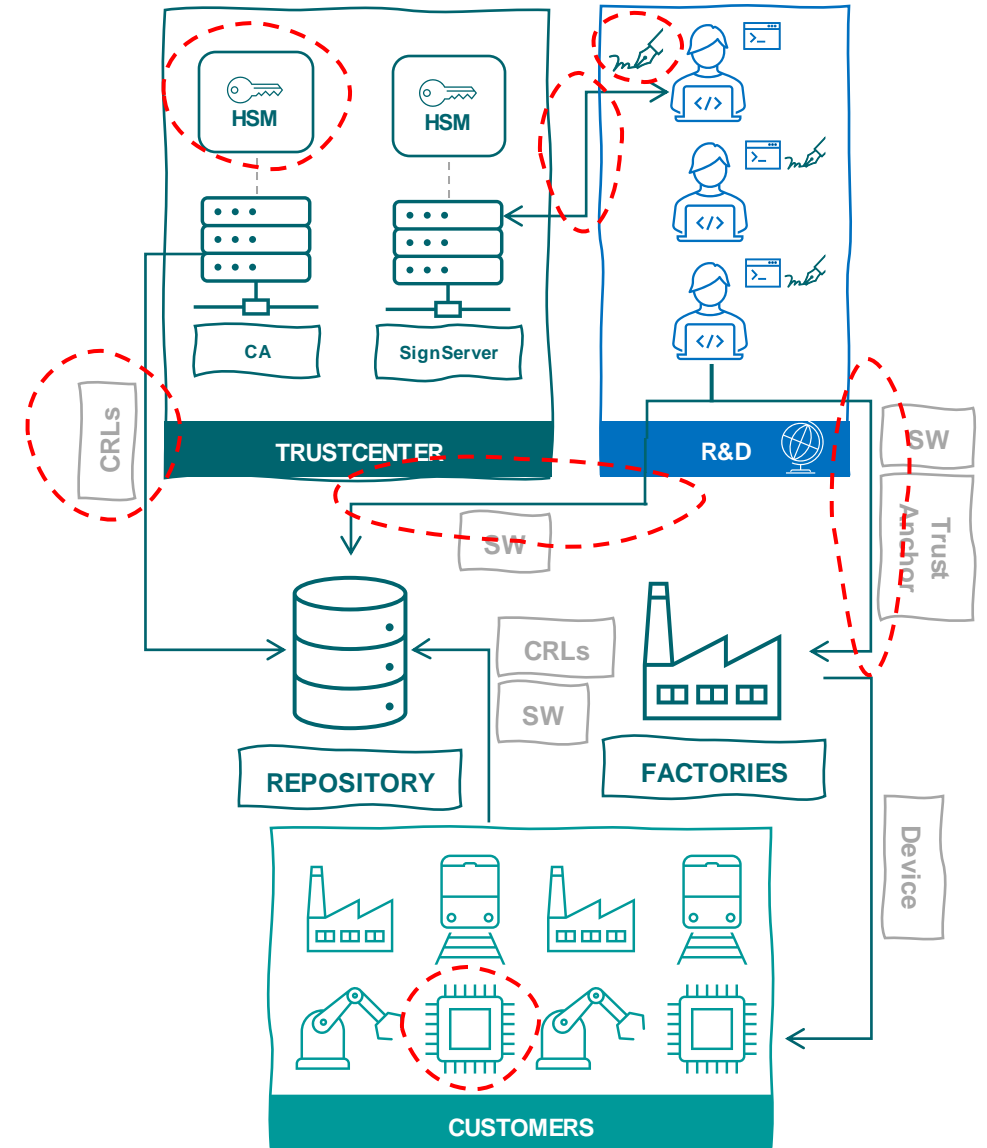 HSM
HSM
</>
</>
</>
CA
SignServer
CRLs
TRUSTCENTER
R&D
SW
Trust
Anchor
SW
CRLs
SW
REPOSITORY
FACTORIES
Device
CUSTOMERS